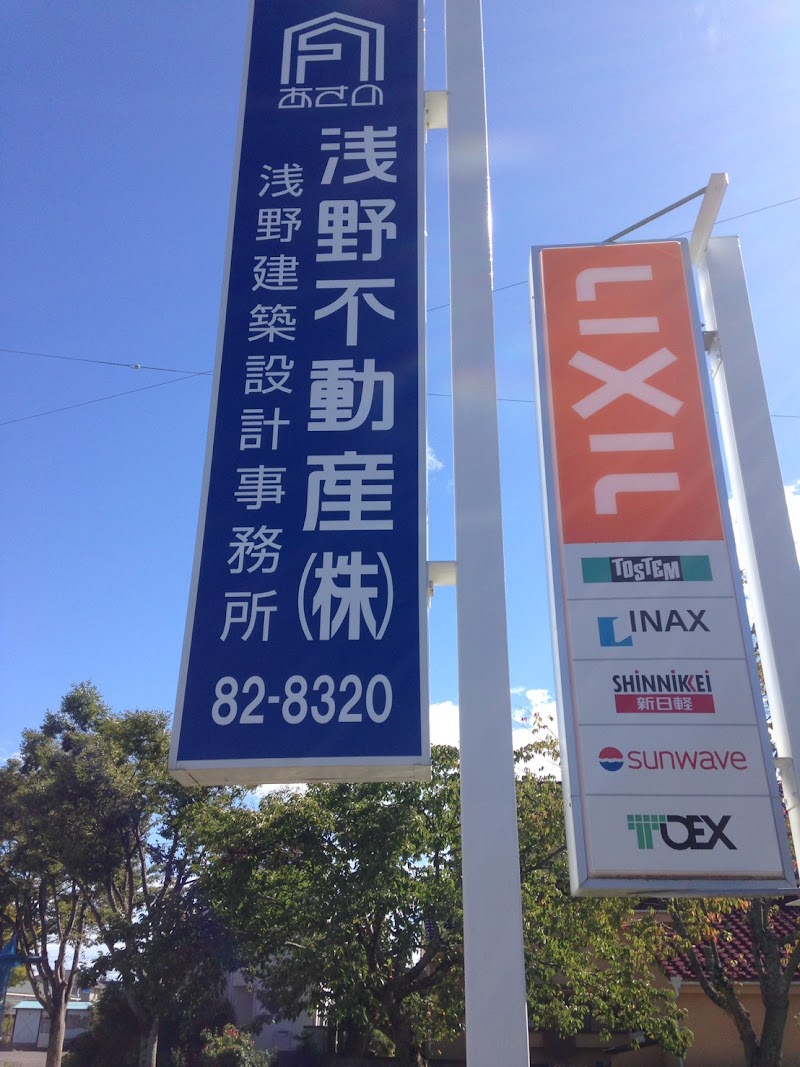 あさの
浅野不動産㈱
浅野建築設計事務所
82-8320
LIXIL
TOSTEM
INAX
SHiNNiKKEi
新日軽
sunwave
TOEX